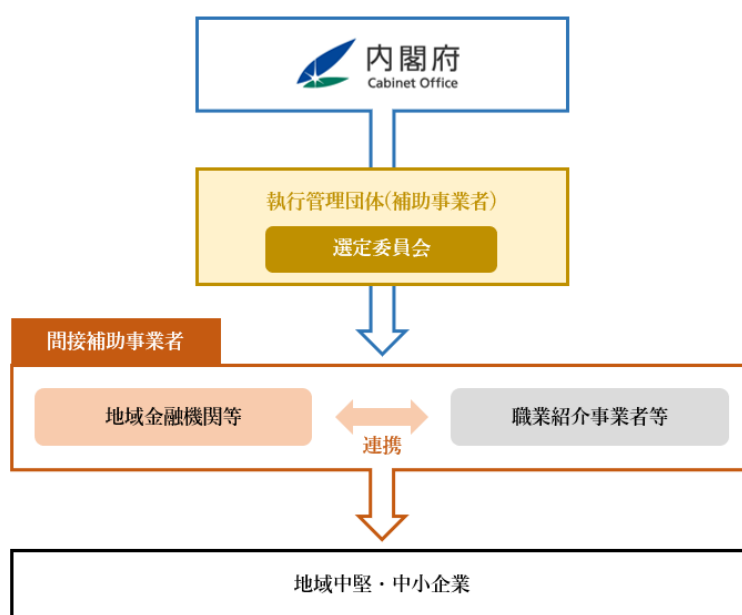 内閣府
Cabinet Office
執行管理団体(補助事業者)
選定委員会
間接補助事業者
地域金融機関等
連携
職業紹介事業者等
地域中堅・中小企業